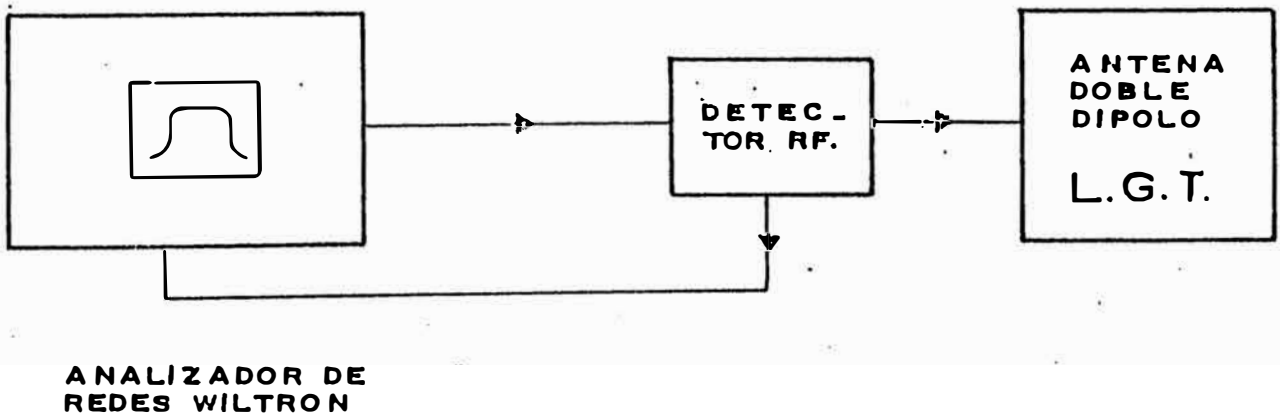 DETEC_
TOR RF.
ANTENA
DOBLE
DIPOLO
L.G.T.
ANALIZADOR DE
REDES WILTRON